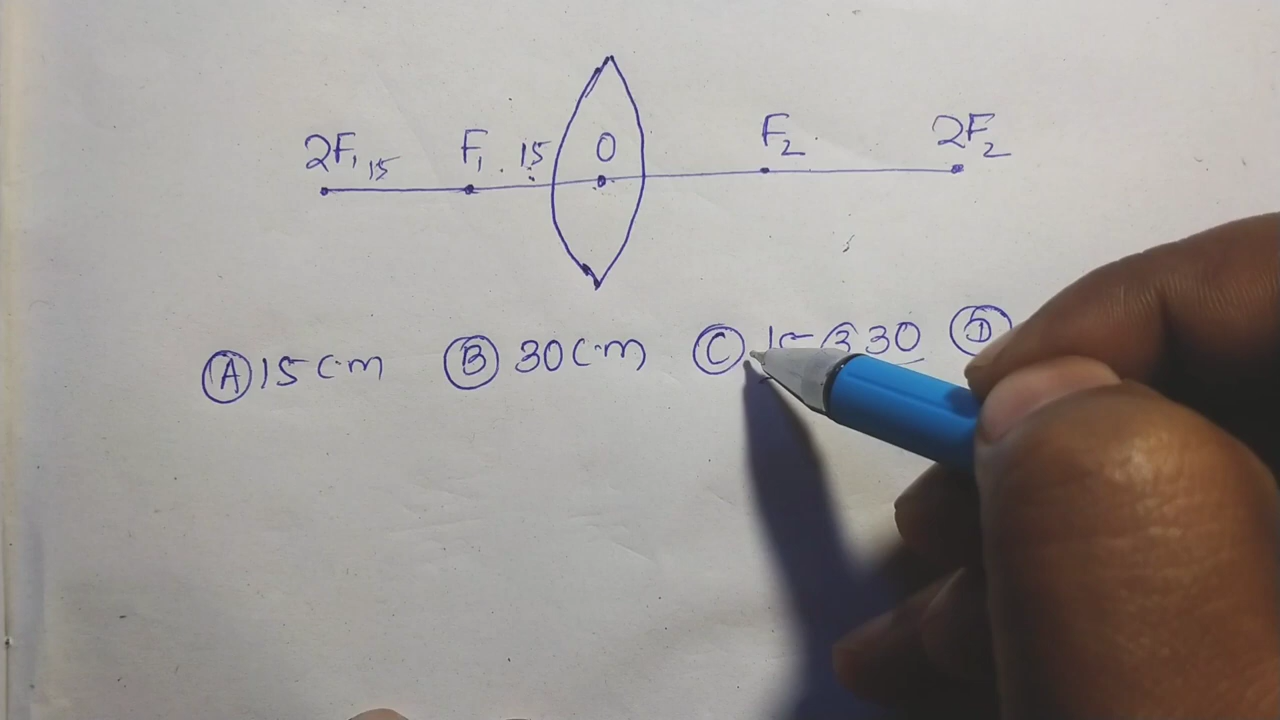 2F₁ 15 F₁ 15 O F₂ 2F₂
Ⓐ 15 cm Ⓑ 30 cm Ⓒ 15 & 30 Ⓓ